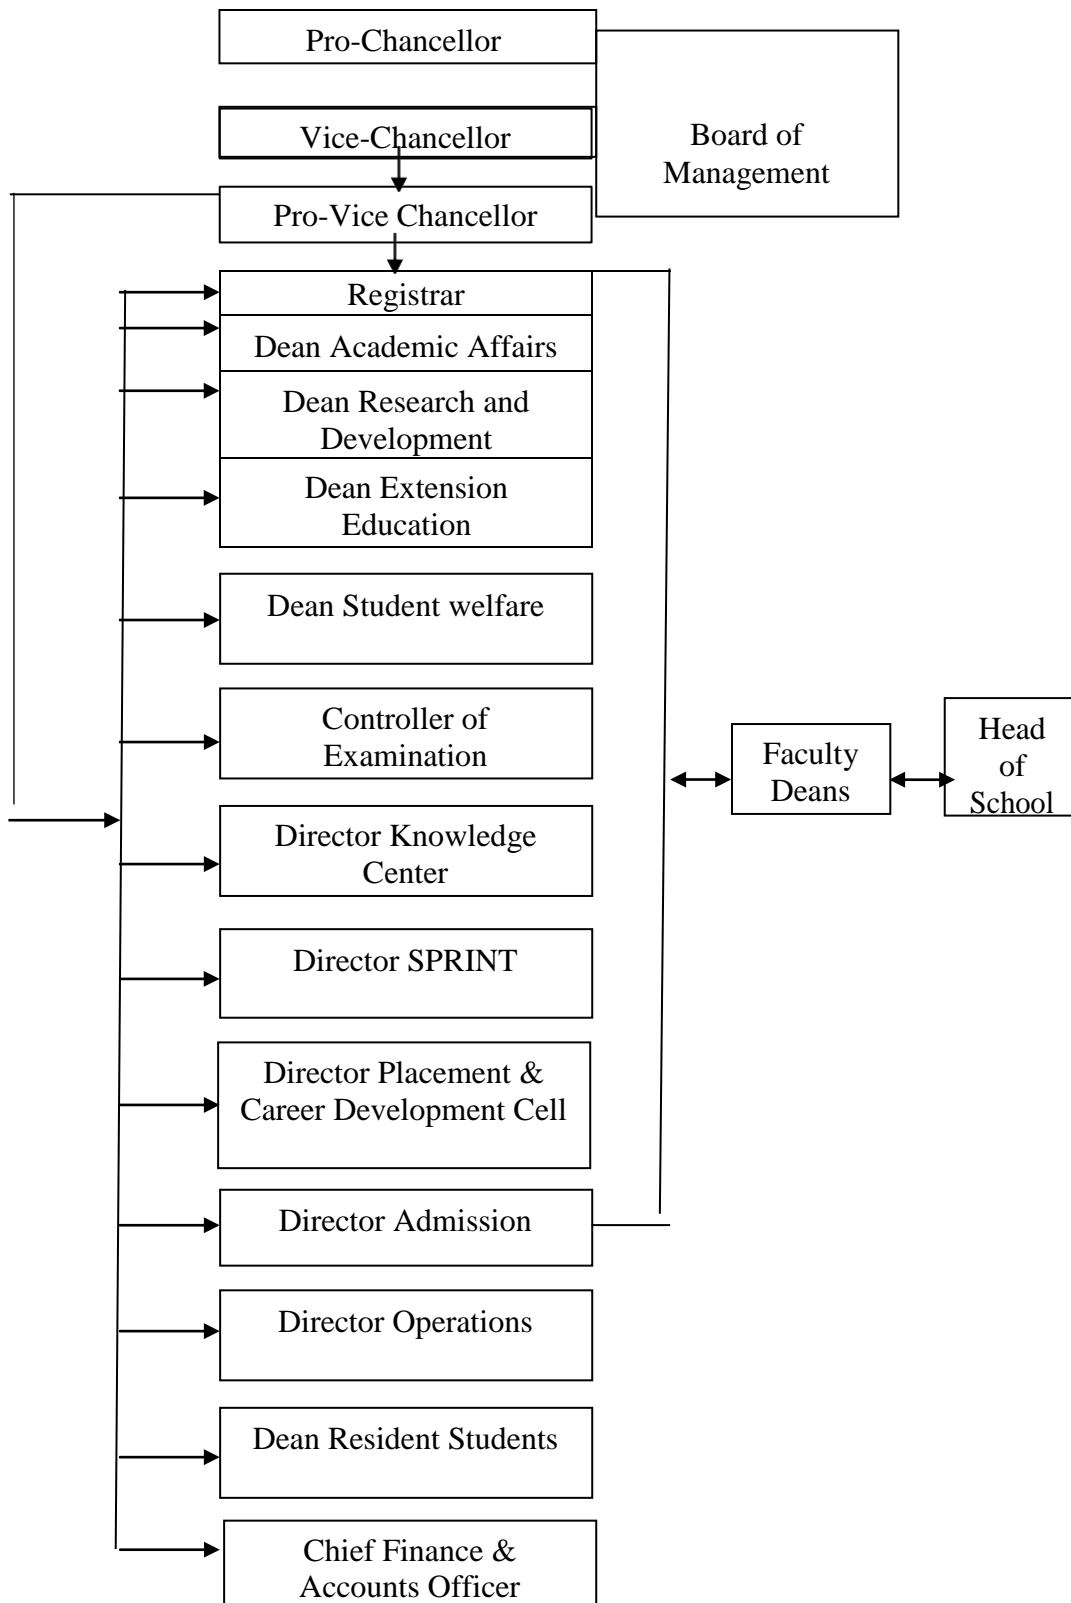 Pro-Chancellor
Vice-Chancellor
Board of
Management
Pro-Vice Chancellor
Registrar
Dean Academic Affairs
Dean Research and
Development
Dean Extension
Education
Dean Student welfare
Controller of
Examination
Faculty
Deans
Head
of
School
Director Knowledge
Center
Director SPRINT
Director Placement &
Career Development Cell
Director Admission
Director Operations
Dean Resident Students
Chief Finance &
Accounts Officer